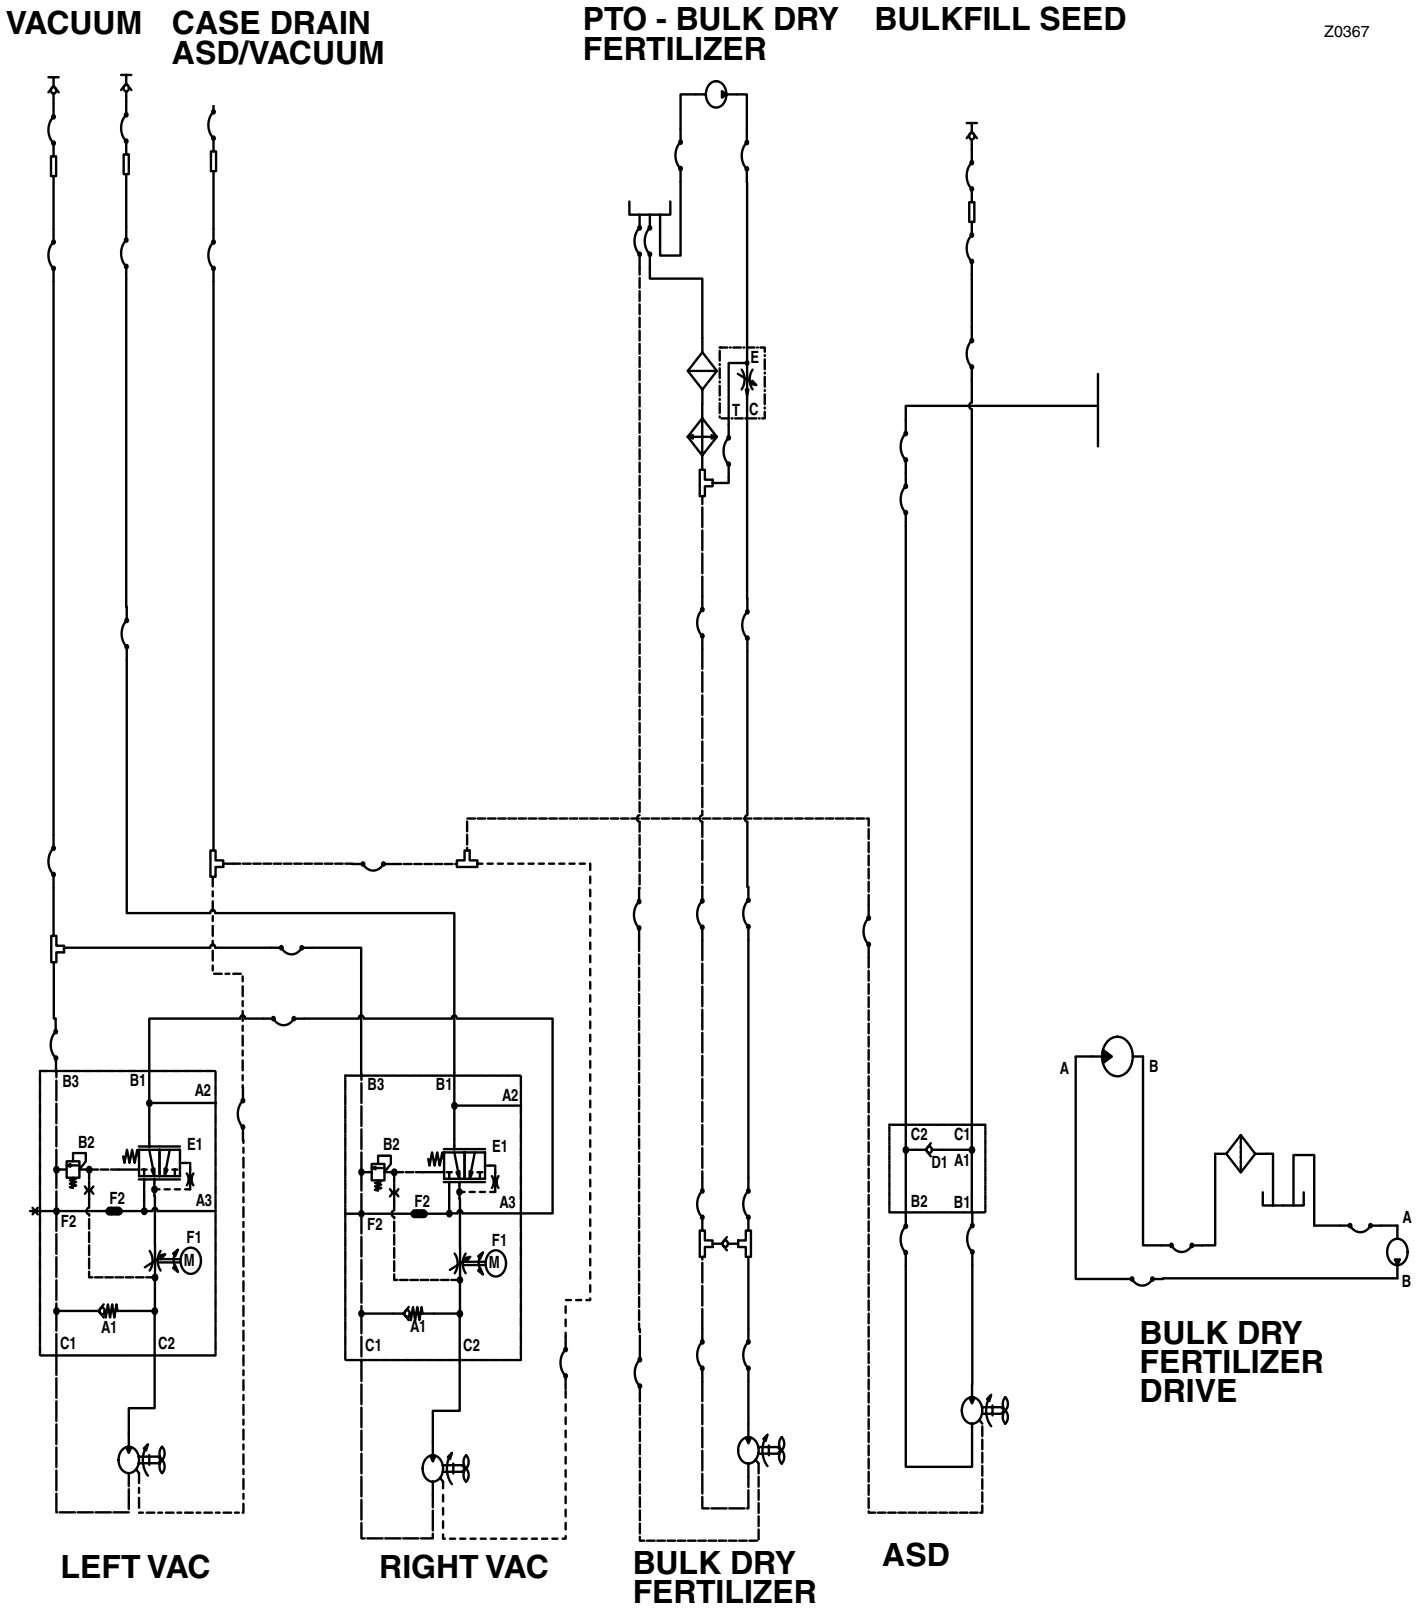 VACUUM
CASE DRAIN
ASD/VACUUM
PTO - BULK DRY
FERTILIZER
BULKFILL SEED
Z0367
E
T C
B3 B1
A2
B2
E1
F2
A3
F2
F1
M
A1
C1 C2
B3 B1
A2
B2
E1
F2
A3
F2
F1
M
A1
C1 C2
C2 C1
D1 A1
B2 B1
A B
A
B
BULK DRY
FERTILIZER
DRIVE
LEFT VAC
RIGHT VAC
BULK DRY
FERTILIZER
ASD